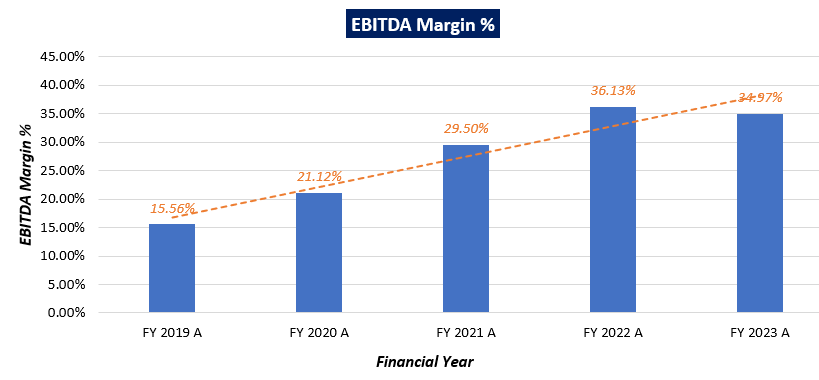 EBITDA Margin %
45.00%
40.00%
35.00%
30.00%
25.00%
20.00%
15.00%
10.00%
5.00%
0.00%
EBITDA Margin %
15.56%
21.12%
29.50%
36.13%
34.97%
FY 2019 A
FY 2020 A
FY 2021 A
FY 2022 A
FY 2023 A
Financial Year